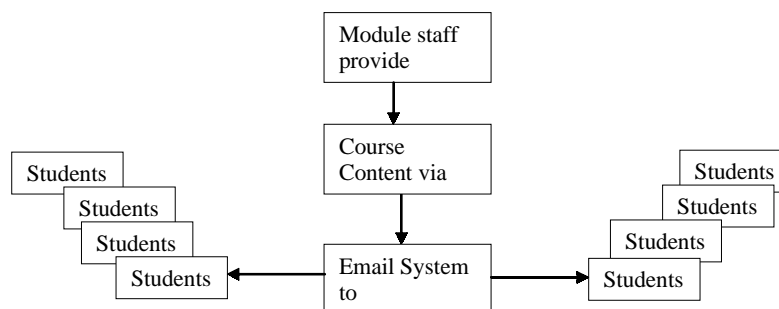 Module staff
provide
Course
Content via
Students
Students
Students
Students
Students
Students
Students
Students
Email System
to